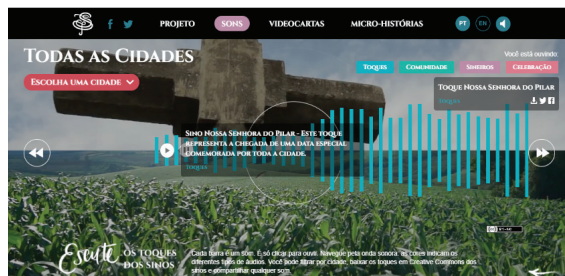 PROJETO SONS VIDEOCARTAS MICRO-HISTÓRIAS PT EN
TODAS AS CIDADES
Você está ouvindo:
ESCOLHA UMA CIDADE
TOQUES COMUNIDADE SINEIROS CELEBRAÇÃO
TOQUE NOSSA SENHORA DO PILAR
SINO NOSSA SENHORA DO PILAR - ESTE TOQUE
REPRESENTA A CHEGADA DE UMA DATA ESPECIAL
COMEMORADA POR TODA A CIDADE.
TOQUES
Escute OS TOQUES
DOS SINOS
Cada barra é um som. É só clicar para ouvir. Navegue pela onda sonora, as cores indicam os
diferentes tipos de áudios. Você pode filtrar por cidade, baixar os toques em Creative Commons dos
sinos e compartilhar qualquer som.